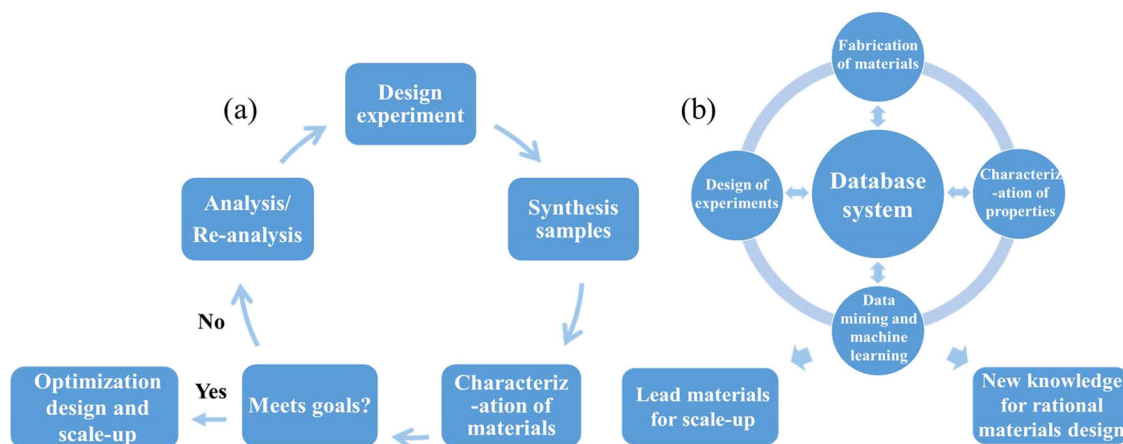 (a)
Design
experiment
Synthesis
samples
Characteriz
-ation of
materials
Meets goals?
No
Analysis/
Re-analysis
Yes
Optimization
design and
scale-up
(b)
Fabrication
of materials
Design of
experiments
Database
system
Characteriz
-ation of
properties
Data
mining and
machine
learning
Lead materials
for scale-up
New knowledge
for rational
materials design